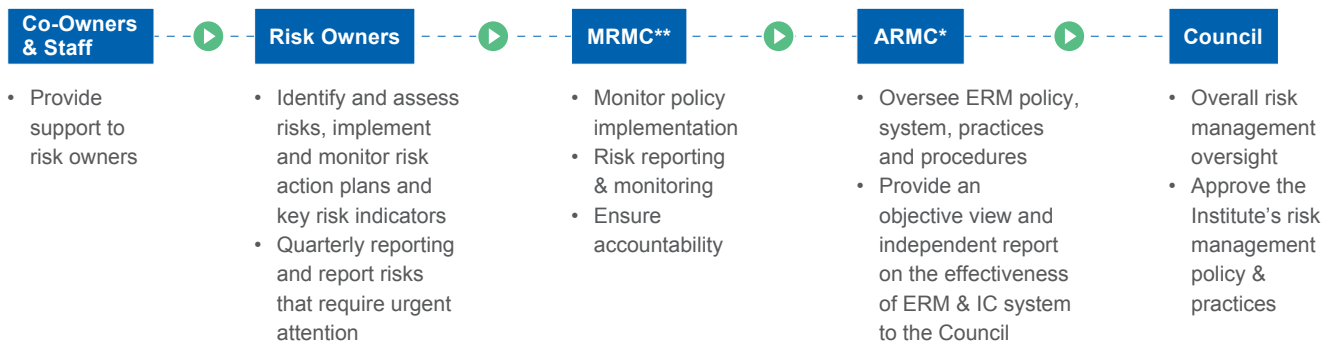 Co-Owners
& Staff
Risk Owners
MRMC**
ARMC*
Council
• Provide
support to
risk owners
• Identify and assess
risks, implement
and monitor risk
action plans and
key risk indicators
• Quarterly reporting
and report risks
that require urgent
attention
• Monitor policy
implementation
• Risk reporting
& monitoring
• Ensure
accountability
• Oversee ERM policy,
system, practices
and procedures
• Provide an
objective view and
independent report
on the effectiveness
of ERM & IC system
to the Council
• Overall risk
management
oversight
• Approve the
Institute’s risk
management
policy &
practices